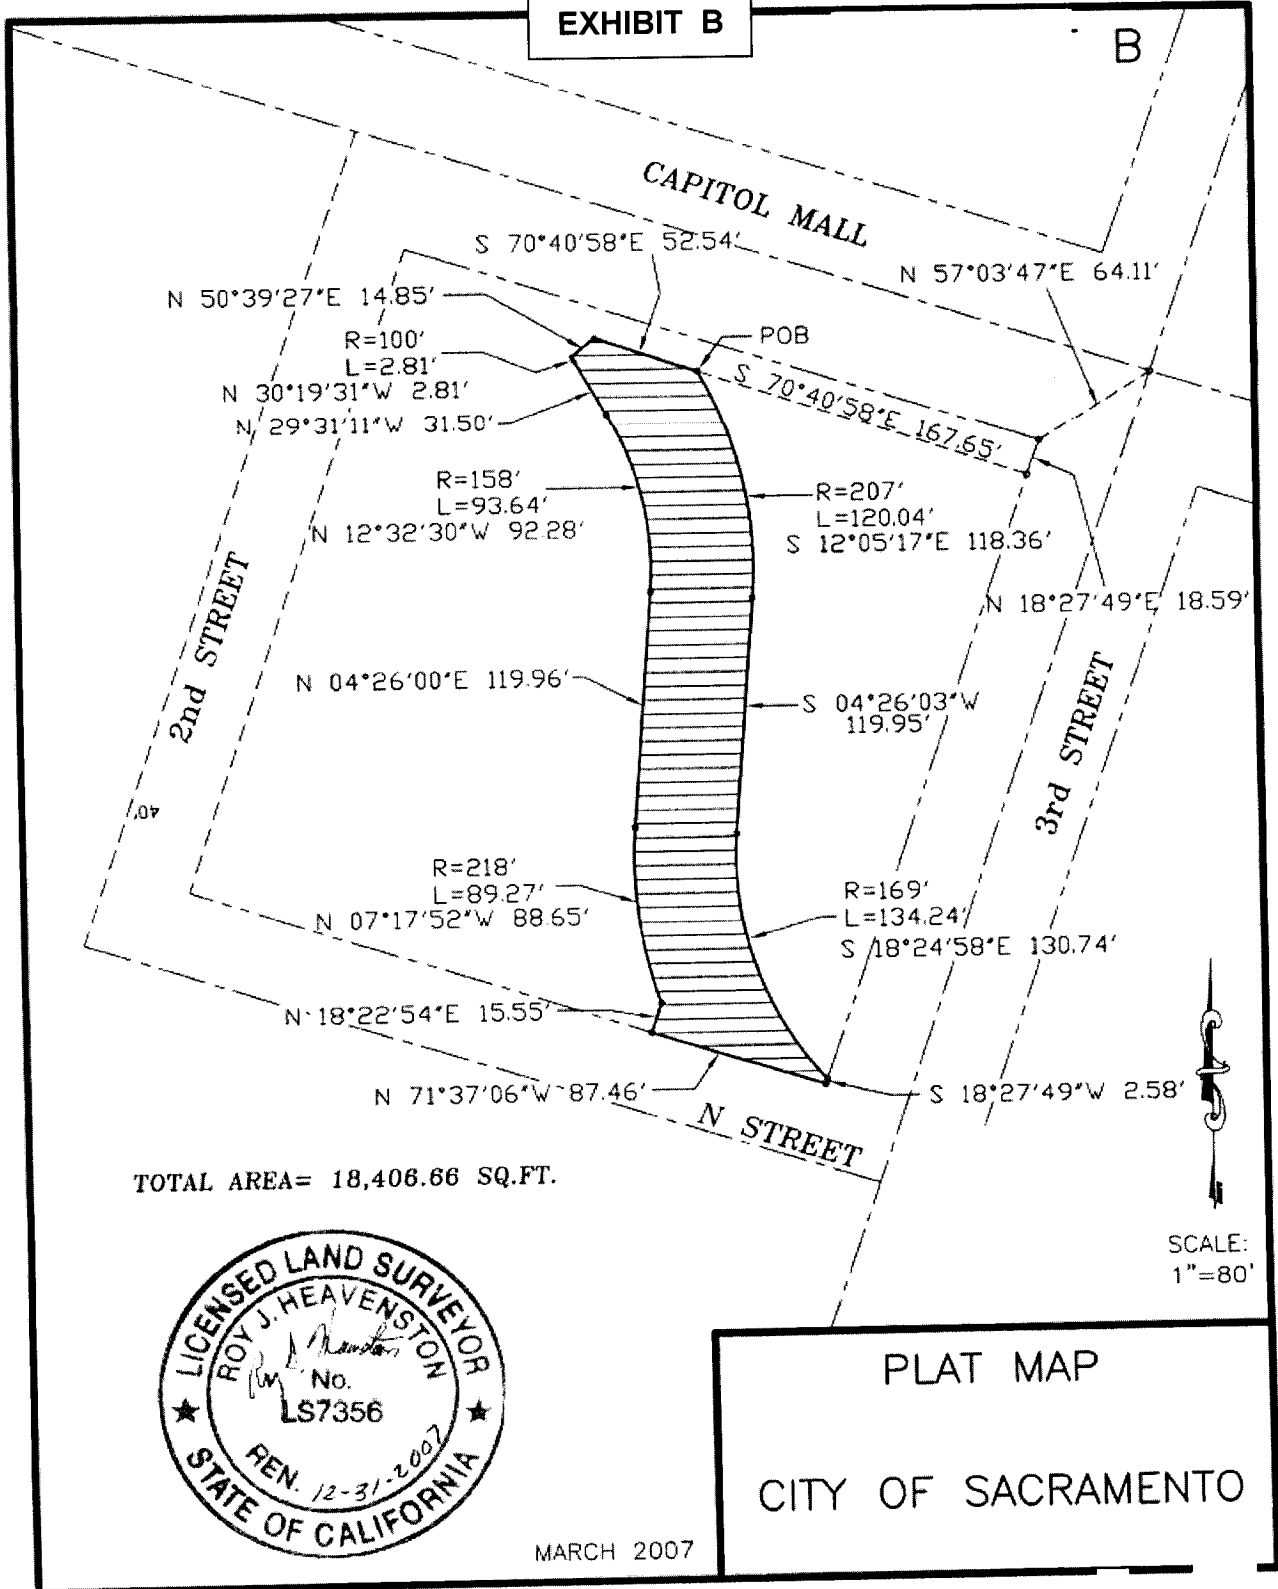 EXHIBIT B
B
CAPITOL MALL
S 70°40'58"E 52.54'
N 57°03'47"E 64.11'
N 50°39'27"E 14.85'
R=100'
L=2.81'
N 30°19'31"W 2.81'
N 29°31'11"W 31.50'
POB
S 70°40'58"E 167.65'
R=158'
L=93.64'
N 12°32'30"W 92.28'
R=207'
L=120.04'
S 12°05'17"E 118.36'
N 18°27'49"E 18.59'
2nd STREET
N 04°26'00"E 119.96'
S 04°26'03"W
119.95'
3rd STREET
40'
R=218'
L=89.27'
N 07°17'52"W 88.65'
R=169'
L=134.24'
S 18°24'58"E 130.74'
N 18°22'54"E 15.55'
N 71°37'06"W 87.46'
S 18°27'49"W 2.58'
N STREET
TOTAL AREA= 18,406.66 SQ.FT.
SCALE:
1"=80'
LICENSED LAND SURVEYOR
ROY J. HEAVENSTON
No.
LS7356
REN. 12-31-2007
STATE OF CALIFORNIA
MARCH 2007
PLAT MAP
CITY OF SACRAMENTO